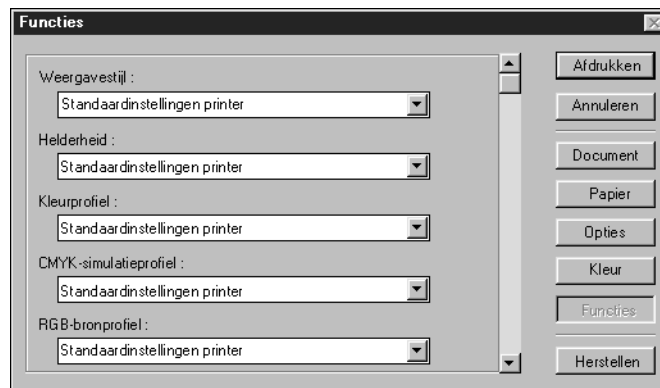 Functies
Weergavestijl :
Standaardinstellingen printer
Helderheid :
Standaardinstellingen printer
Kleurprofiel :
Standaardinstellingen printer
CMYK-simulatieprofiel :
Standaardinstellingen printer
RGB-bronprofiel :
Standaardinstellingen printer
Afdrukken
Annuleren
Document
Papier
Opties
Kleur
Functies
Herstellen